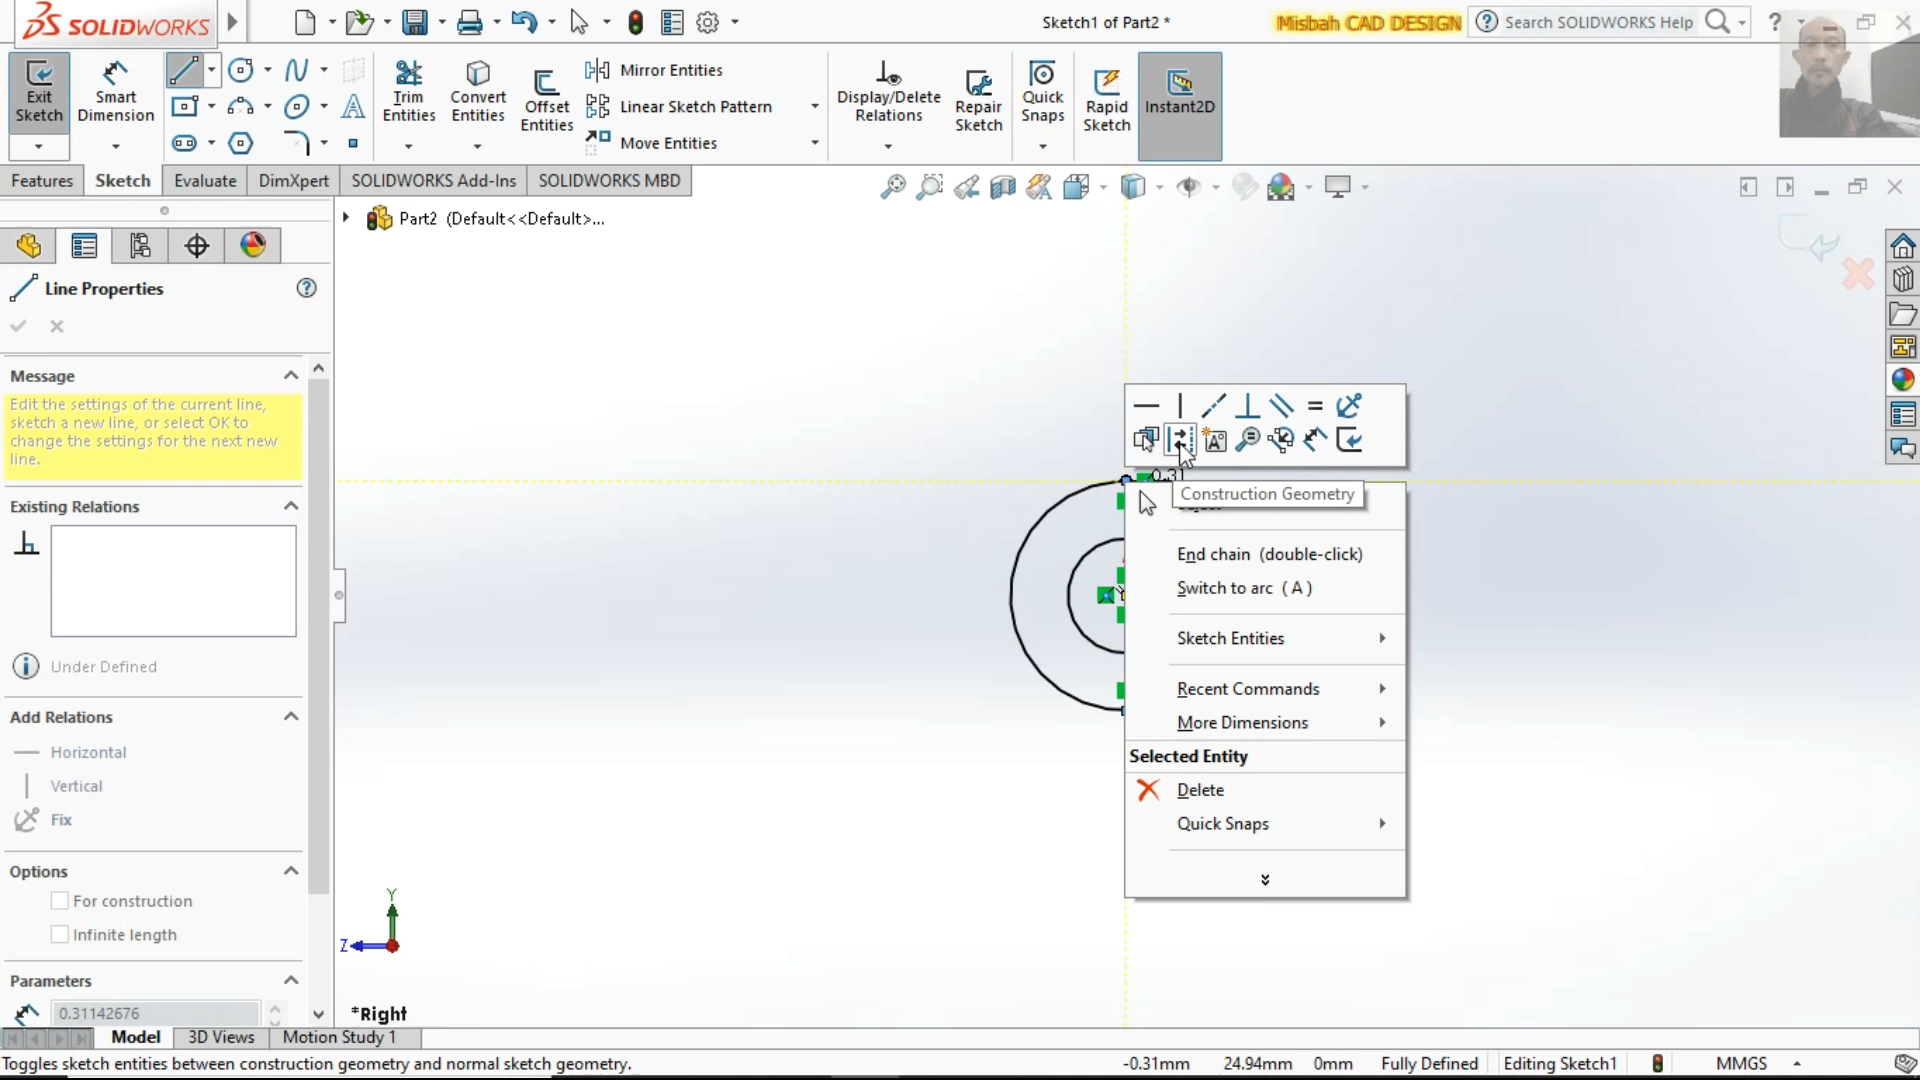 SOLIDWORKS
Sketch1 of Part2 *
Misbah CAD DESIGN
Search SOLIDWORKS Help
?
Exit Sketch
Smart Dimension
Trim Entities
Convert Entities
Offset Entities
Mirror Entities
Linear Sketch Pattern
Move Entities
Display/Delete Relations
Repair Sketch
Quick Snaps
Rapid Sketch
Instant2D
Features
Sketch
Evaluate
DimXpert
SOLIDWORKS Add-Ins
SOLIDWORKS MBD
Part2 (Default<<Default>...
Line Properties
Message
Edit the settings of the current line,
sketch a new line, or select OK to
change the settings for the next new
line.
Existing Relations
Under Defined
Add Relations
Horizontal
Vertical
Fix
Options
For construction
Infinite length
Parameters
0.31142676
0.31
Construction Geometry
End chain (double-click)
Switch to arc ( A )
Sketch Entities
Recent Commands
More Dimensions
Selected Entity
Delete
Quick Snaps
Y
Z
*Right
Model
3D Views
Motion Study 1
Toggles sketch entities between construction geometry and normal sketch geometry.
-0.31mm
24.94mm
0mm
Fully Defined
Editing Sketch1
MMGS